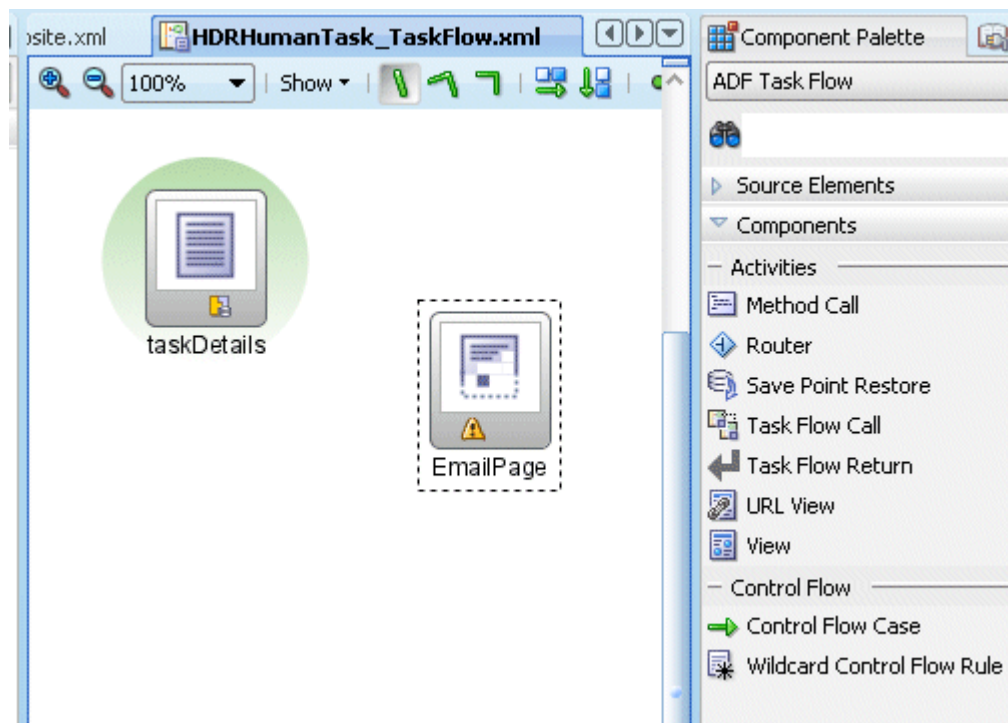 osite.xml
HDRHumanTask_TaskFlow.xml
Component Palette
100%
Show
ADF Task Flow
Source Elements
Components
Activities
Method Call
Router
Save Point Restore
Task Flow Call
Task Flow Return
URL View
View
Control Flow
Control Flow Case
Wildcard Control Flow Rule
taskDetails
EmailPage